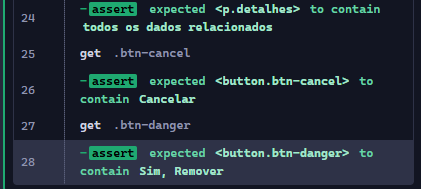 24 -assert expected <p.detalhes> to contain
todos os dados relacionados
25 get .btn-cancel
26 -assert expected <button.btn-cancel> to
contain Cancelar
27 get .btn-danger
28 -assert expected <button.btn-danger> to
contain Sim, Remover